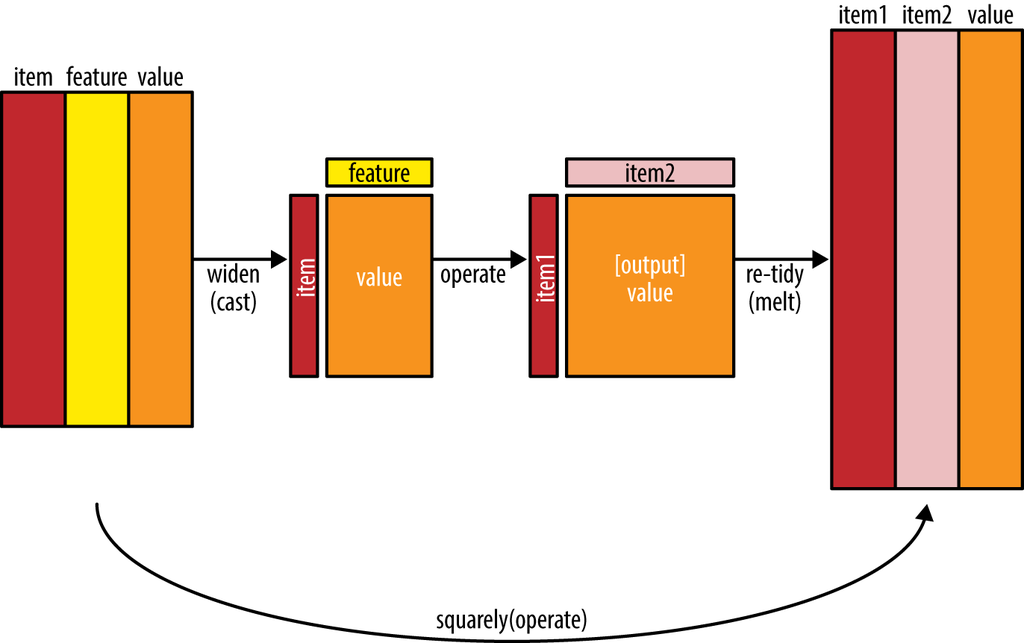 item feature value
widen
(cast)
feature
item
value
operate
item2
item1
[output]
value
re-tidy
(melt)
item1 item2 value
squarely(operate)